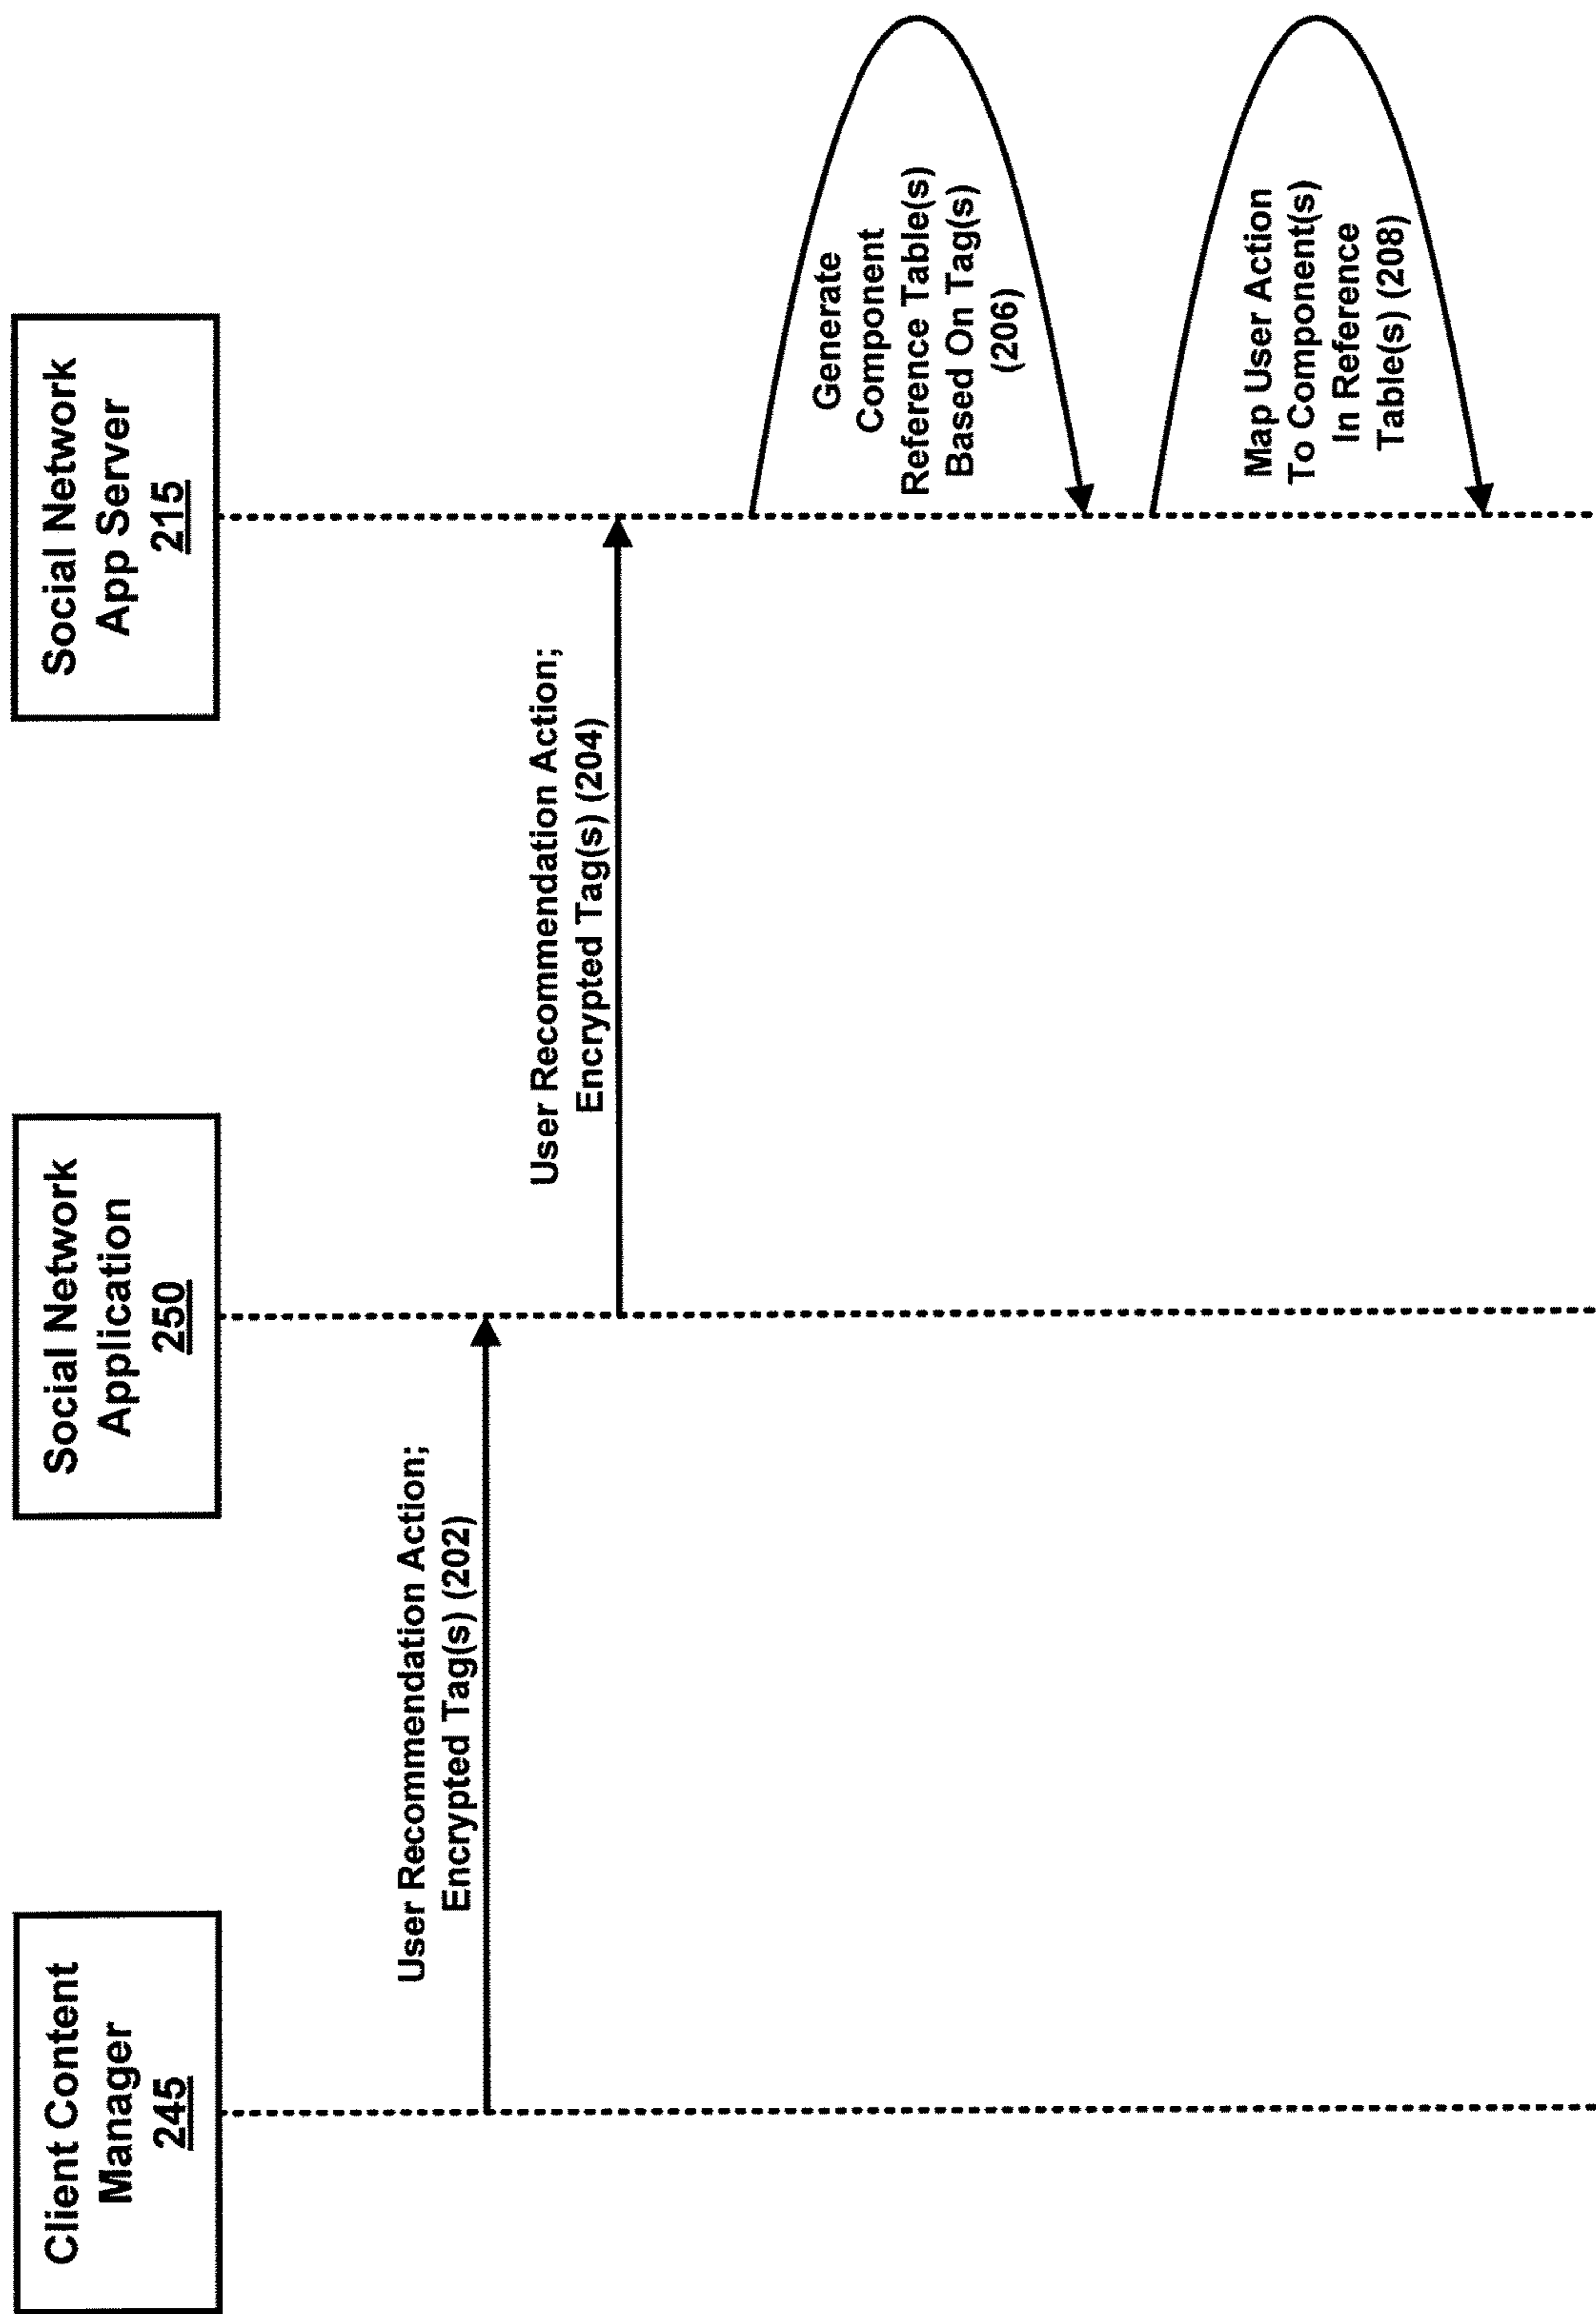 Client Content
Manager
245
Social Network
Application
250
Social Network
App Server
215
User Recommendation Action;
Encrypted Tag(s) (202)
User Recommendation Action;
Encrypted Tag(s) (204)
Generate
Component
Reference Table(s)
Based On Tag(s)
(206)
Map User Action
To Component(s)
In Reference
Table(s) (208)